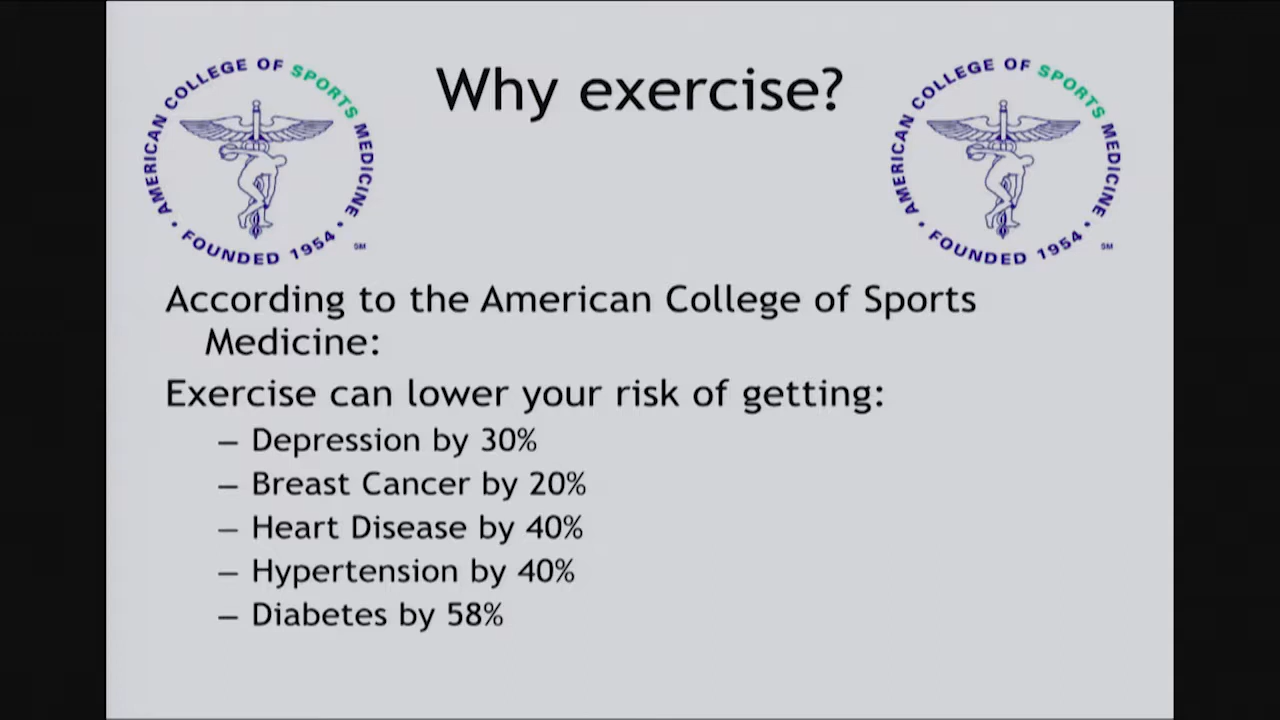 Why exercise?
AMERICAN COLLEGE OF SPORTS MEDICINE
• FOUNDED 1954 •
SM
AMERICAN COLLEGE OF SPORTS MEDICINE
• FOUNDED 1954 •
SM
According to the American College of Sports
Medicine:
Exercise can lower your risk of getting:
– Depression by 30%
– Breast Cancer by 20%
– Heart Disease by 40%
– Hypertension by 40%
– Diabetes by 58%